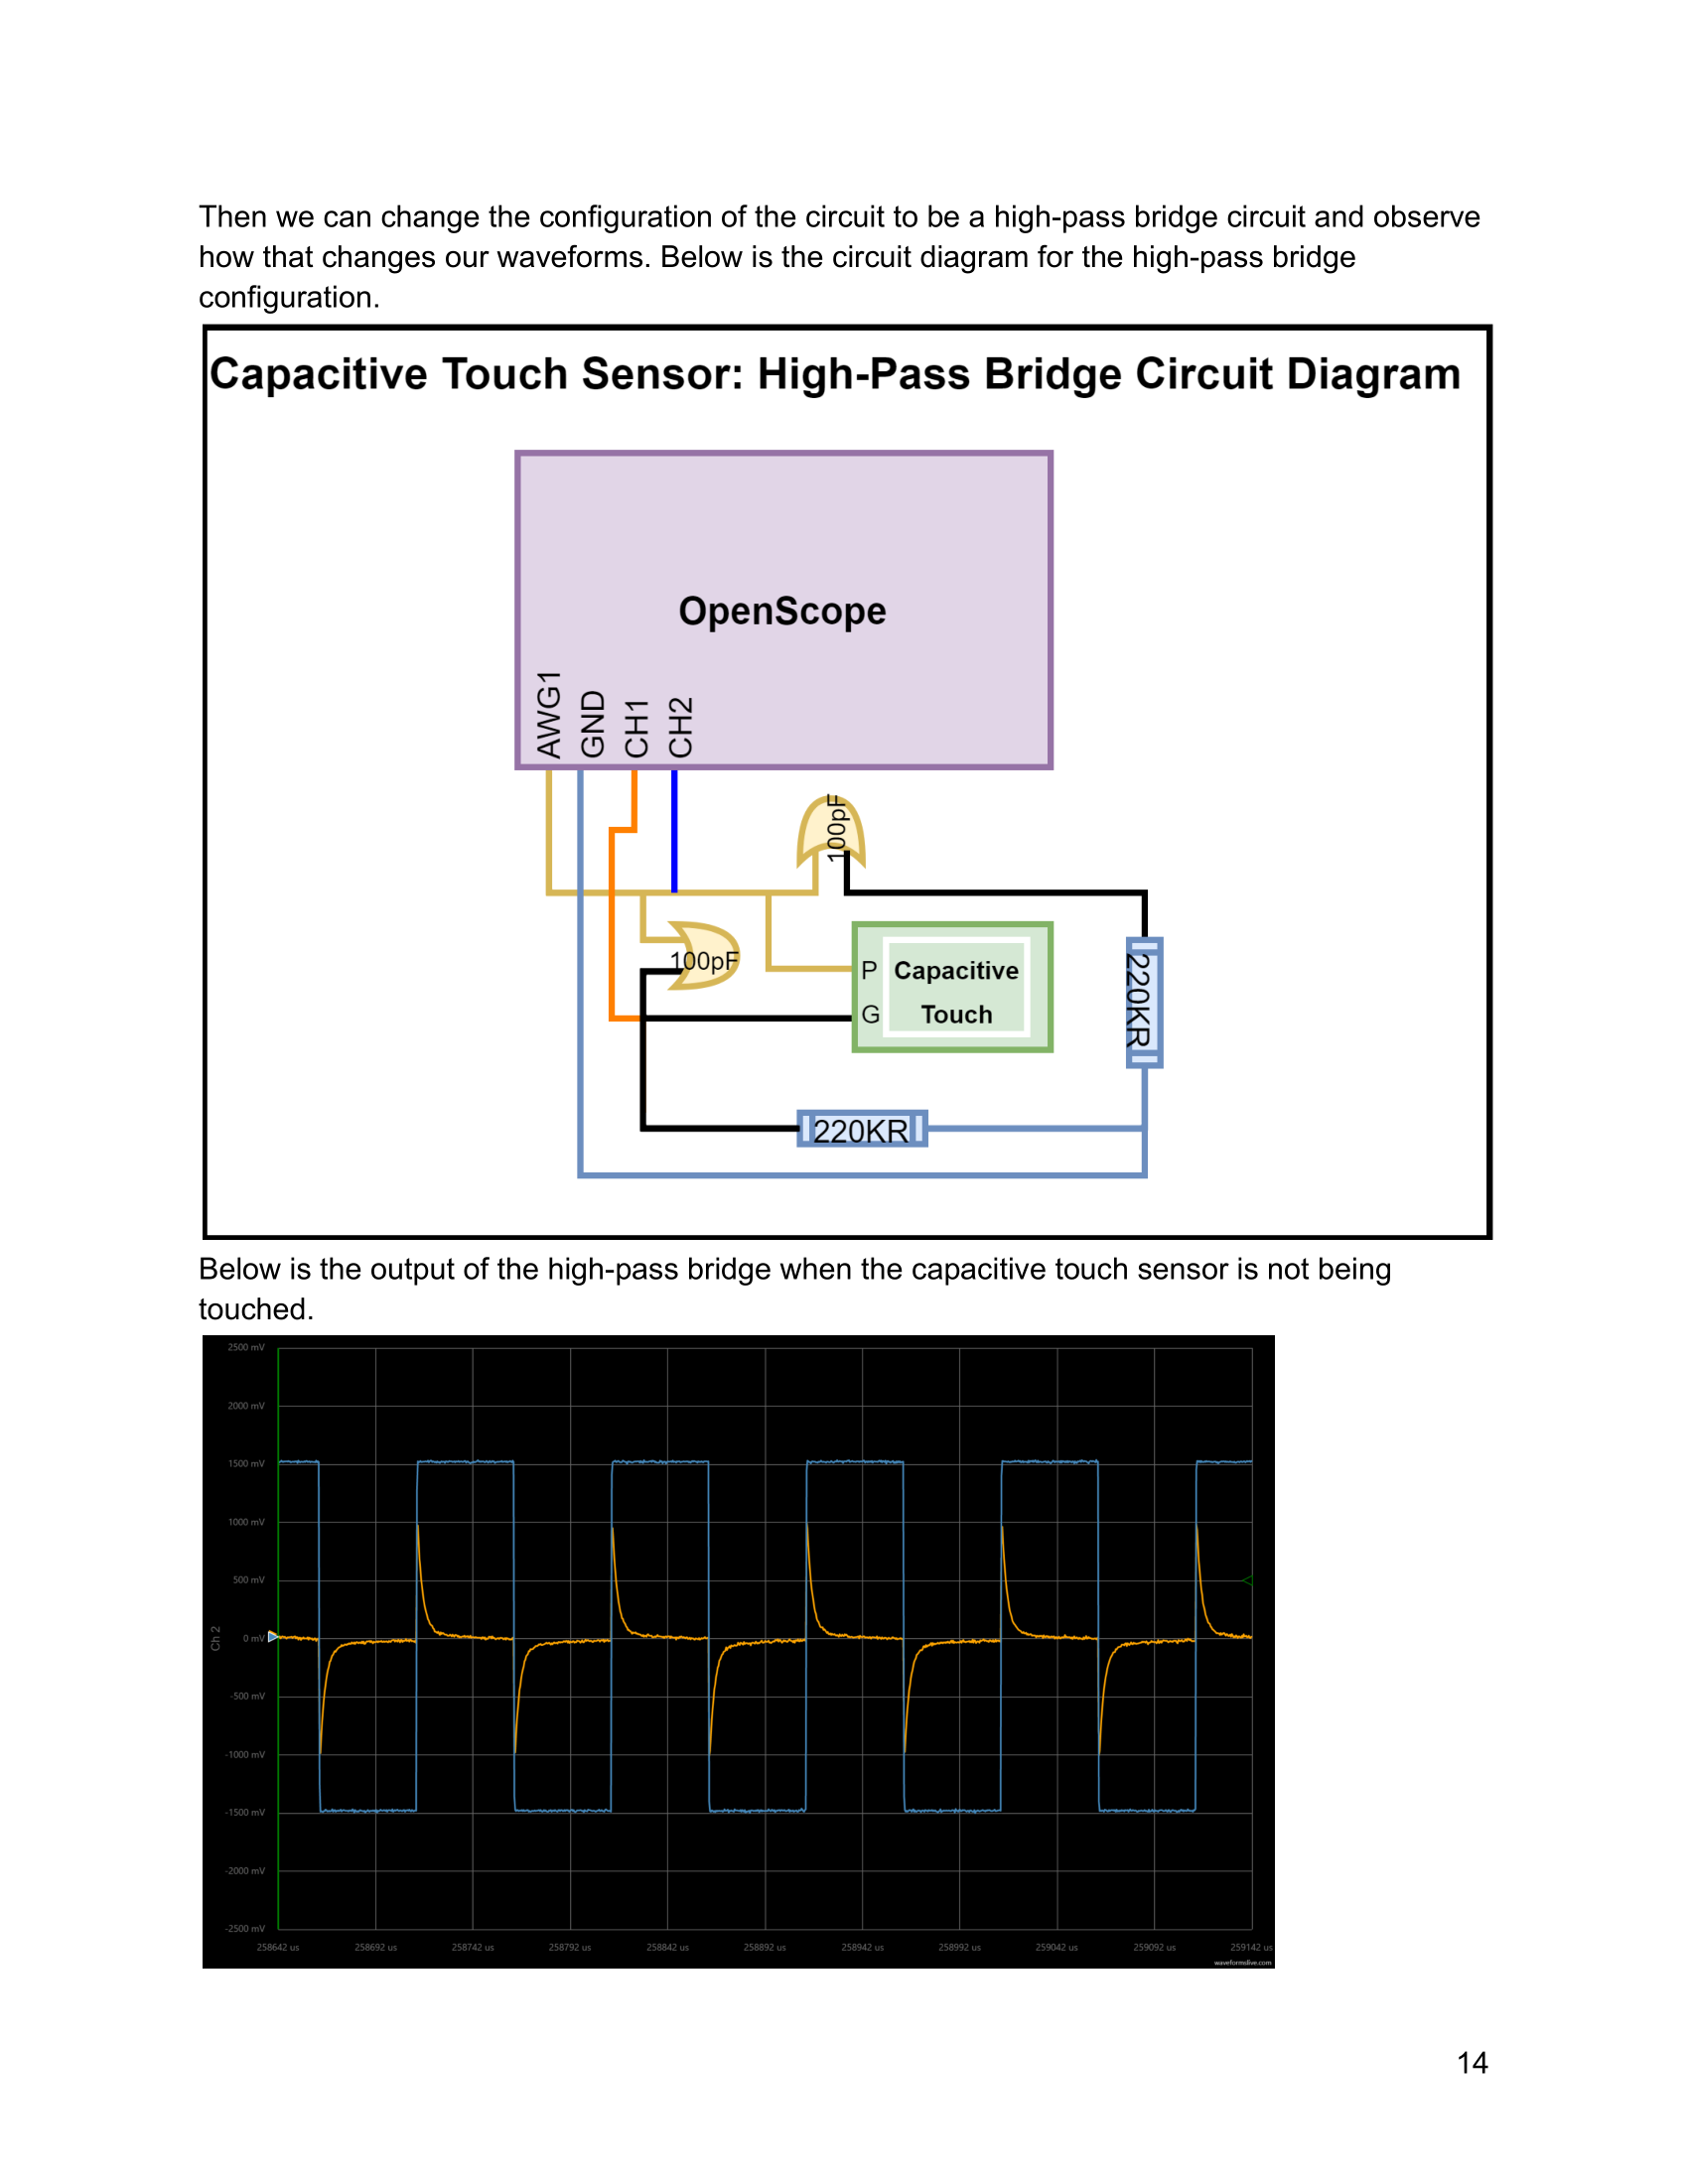 Then we can change the configuration of the circuit to be a high-pass bridge circuit and observe
how that changes our waveforms. Below is the circuit diagram for the high-pass bridge
configuration.
Capacitive Touch Sensor: High-Pass Bridge Circuit Diagram
OpenScope
AWG1
GND
CH1
CH2
100pF
100pF
P Capacitive
G Touch
220KR
220KR
Below is the output of the high-pass bridge when the capacitive touch sensor is not being
touched.
2500 mV
2000 mV
1500 mV
1000 mV
500 mV
0 mV
-500 mV
-1000 mV
-1500 mV
-2000 mV
-2500 mV
Ch 2
258642 us 258692 us 258742 us 258792 us 258842 us 258892 us 258942 us 258992 us 259042 us 259092 us 259142 us
waveformslive.com
14